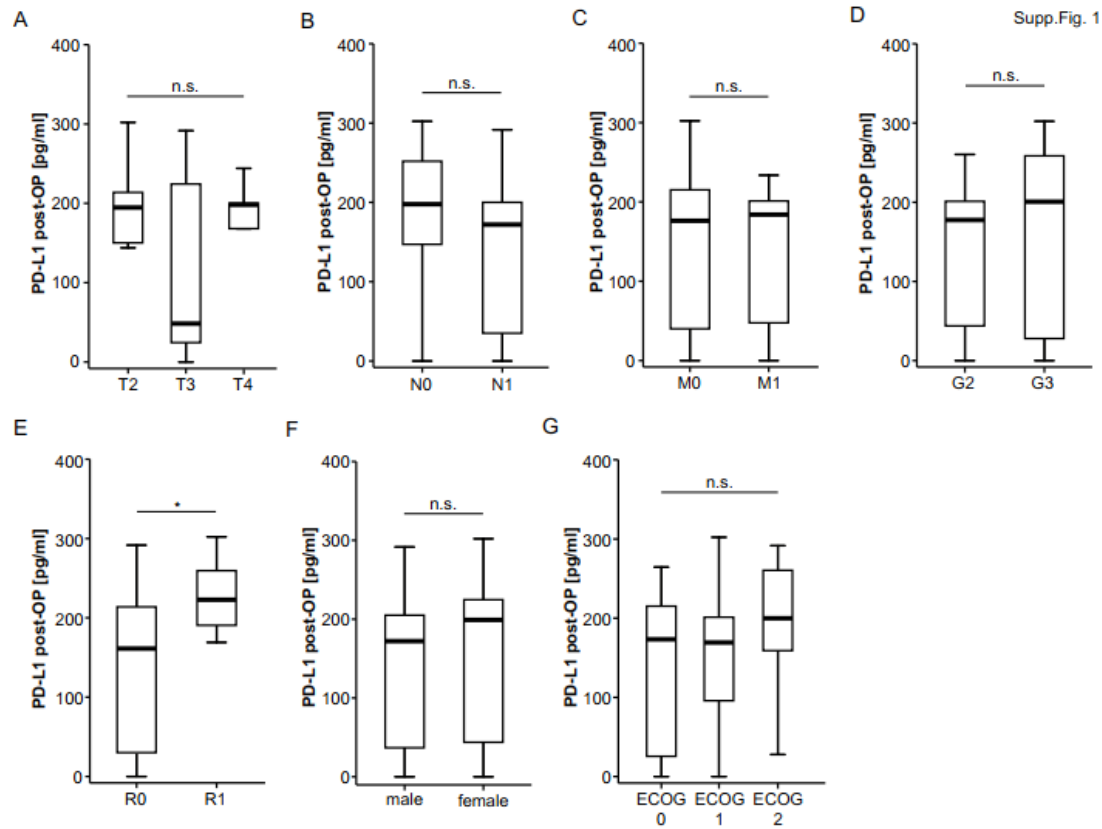 Supp.Fig. 1
A
PD-L1 post-OP [pg/ml]
400
300
200
100
0
n.s.
T2 T3 T4
B
PD-L1 post-OP [pg/ml]
400
300
200
100
0
n.s.
N0 N1
C
PD-L1 post-OP [pg/ml]
400
300
200
100
0
n.s.
M0 M1
D
PD-L1 post-OP [pg/ml]
400
300
200
100
0
n.s.
G2 G3
E
PD-L1 post-OP [pg/ml]
400
300
200
100
0
*
R0 R1
F
PD-L1 post-OP [pg/ml]
400
300
200
100
0
n.s.
male female
G
PD-L1 post-OP [pg/ml]
400
300
200
100
0
n.s.
ECOG ECOG ECOG
0 1 2